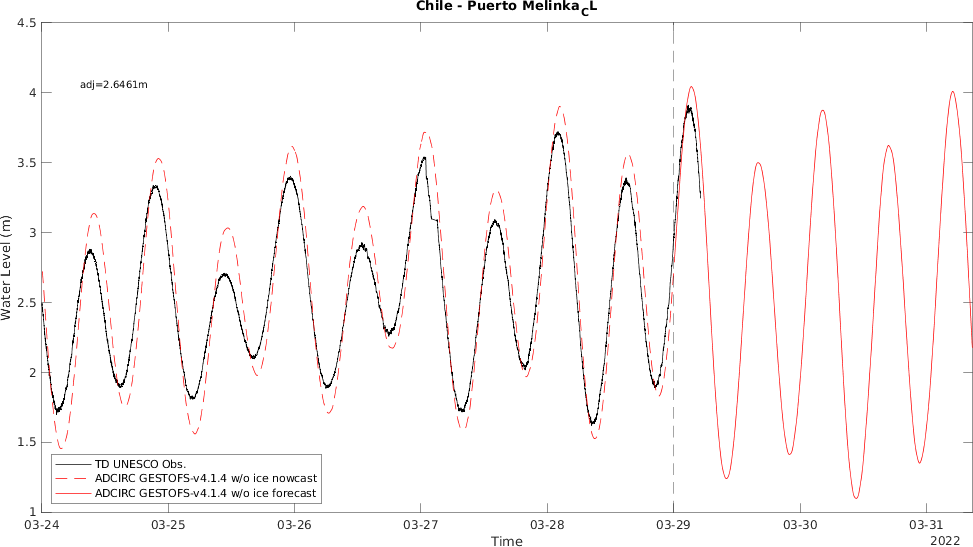 Chile - Puerto Melinka_CL
adj=2.6461m
4.5
4
3.5
3
2.5
2
1.5
1
Water Level (m)
TD UNESCO Obs.
ADCIRC GESTOFS-v4.1.4 w/o ice nowcast
ADCIRC GESTOFS-v4.1.4 w/o ice forecast
03-24 03-25 03-26 03-27 03-28 03-29 03-30 03-31
Time
2022